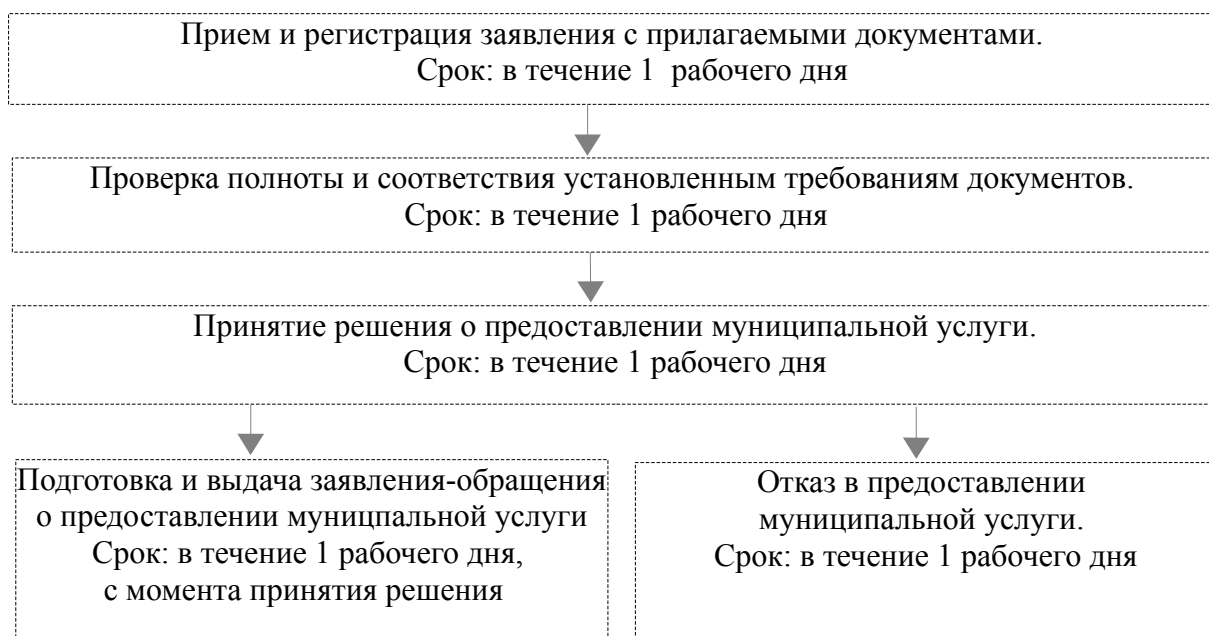 Прием и регистрация заявления с прилагаемыми документами.
Срок: в течение 1 рабочего дня
Проверка полноты и соответствия установленным требованиям документов.
Срок: в течение 1 рабочего дня
Принятие решения о предоставлении муниципальной услуги.
Срок: в течение 1 рабочего дня
Подготовка и выдача заявления-обращения
о предоставлении муницпальной услуги
Срок: в течение 1 рабочего дня,
с момента принятия решения
Отказ в предоставлении
муниципальной услуги.
Срок: в течение 1 рабочего дня